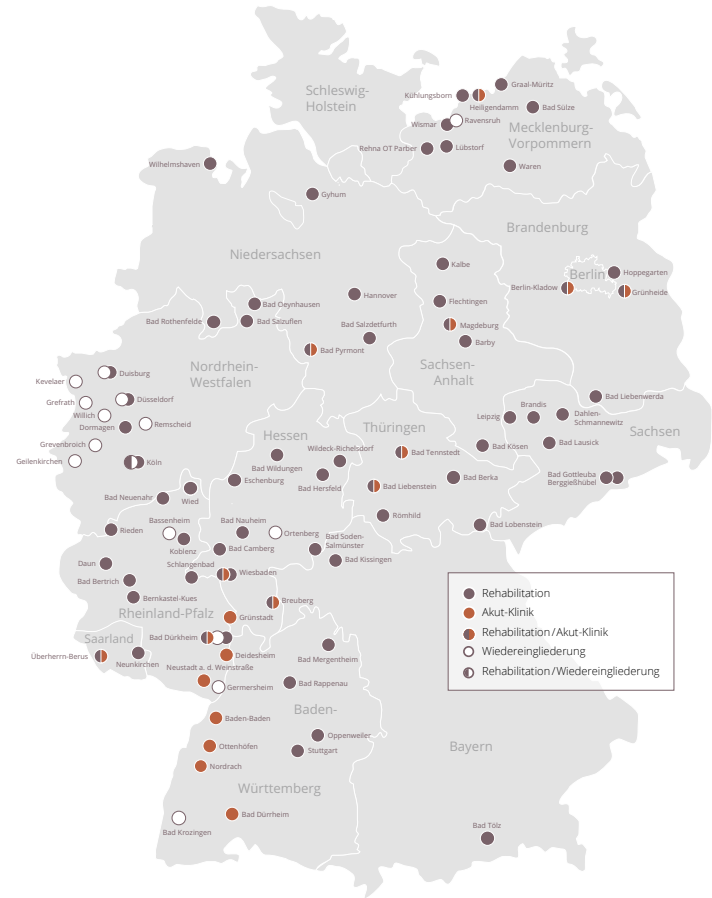 Schleswig-
Holstein
Kühlungsborn
Graal-Müritz
Heiligendamm
Bad Sülze
Wismar
Ravensruh
Mecklenburg-
Vorpommern
Rehna OT Parber
Lübstorf
Waren
Wilhelmshaven
Gyhum
Niedersachsen
Brandenburg
Kalbe
Berlin
Hoppegarten
Berlin-Kladow
Grünheide
Hannover
Flechtingen
Bad Oeynhausen
Bad Rothenfelde
Bad Salzuflen
Bad Salzdetfurth
Magdeburg
Barby
Bad Pyrmont
Nordrhein-
Westfalen
Sachsen-
Anhalt
Duisburg
Kevelaer
Grefrath
Düsseldorf
Willich
Dormagen
Remscheid
Grevenbroich
Geilenkirchen
Köln
Bad Liebenwerda
Brandis
Leipzig
Dahlen-
Schmannewitz
Sachsen
Thüringen
Hessen
Wildeck-Richelsdorf
Bad Tennstedt
Bad Kösen
Bad Lausick
Bad Wildungen
Eschenburg
Bad Hersfeld
Bad Liebenstein
Bad Berka
Bad Gottleuba
Berggießhübel
Bad Neuenahr
Wied
Römhild
Bad Lobenstein
Rieden
Bassenheim
Koblenz
Bad Nauheim
Ortenberg
Bad Camberg
Bad Soden-
Salmünster
Bad Kissingen
Daun
Schlangenbad
Wiesbaden
Bad Bertrich
Bernkastel-Kues
Breuberg
Rheinland-Pfalz
Grünstadt
Saarland
Bad Dürkheim
Überherrn-Berus
Neunkirchen
Deidesheim
Neustadt a. d. Weinstraße
Germersheim
Bad Mergentheim
Bad Rappenau
Baden-
Württemberg
Baden-Baden
Oppenweiler
Ottenhöfen
Stuttgart
Nordrach
Bad Dürrheim
Bad Krozingen
Bayern
Bad Tölz
Rehabilitation
Akut-Klinik
Rehabilitation/Akut-Klinik
Wiedereingliederung
Rehabilitation/Wiedereingliederung